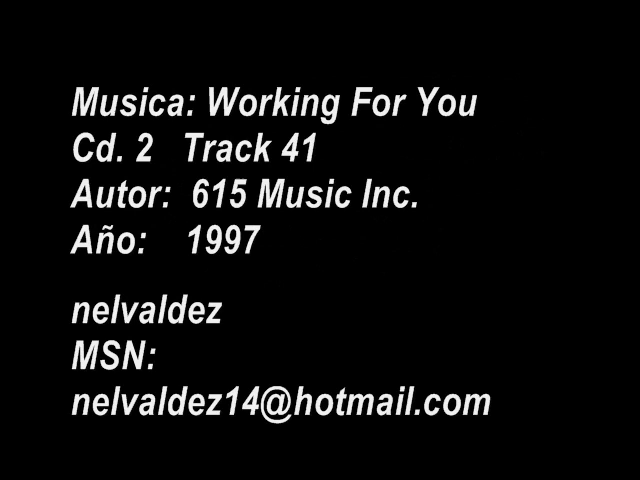 Musica: Working For You
Cd. 2 Track 41
Autor: 615 Music Inc.
Año: 1997
nelvaldez
MSN:
nelvaldez14@hotmail.com